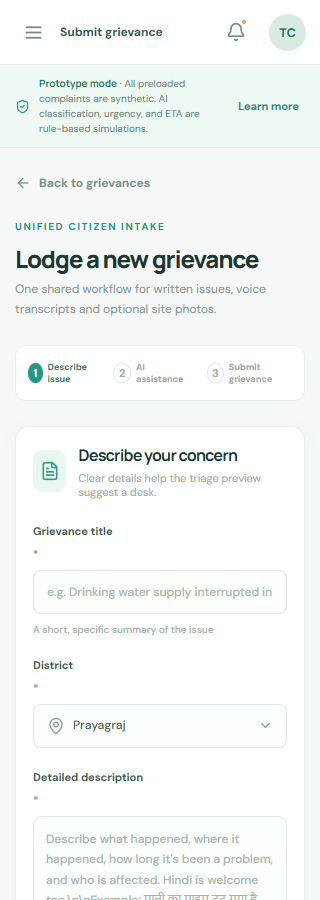 Submit grievance
TC
Prototype mode · All preloaded
complaints are synthetic. AI
classification, urgency, and ETA are
rule-based simulations.
Learn more
Back to grievances
UNIFIED CITIZEN INTAKE
Lodge a new grievance
One shared workflow for written issues, voice
transcripts and optional site photos.
1 Describe
issue
2 AI
assistance
3 Submit
grievance
Describe your concern
Clear details help the triage preview
suggest a desk.
Grievance title
*
e.g. Drinking water supply interrupted in
A short, specific summary of the issue
District
*
Prayagraj
Detailed description
*
Describe what happened, where it
happened, how long it's been a problem,
and who is affected. Hindi is welcome
too.\n\nExample: पानी का पाइप टूट गया है